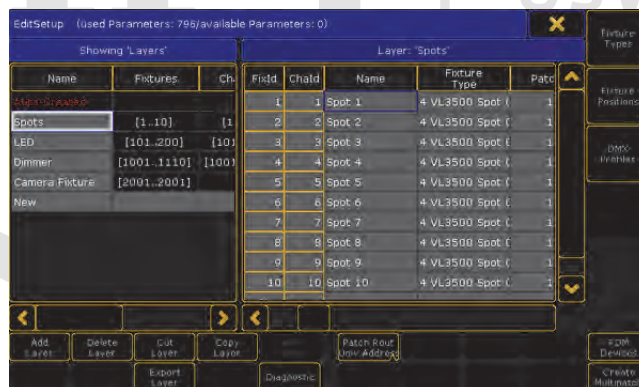 EditSetup (used Parameters: 796/available Parameters: 0)
Showing 'Layers'
Layer: 'Spots'
Name Fixtures Ch
Spots [1..10] [1
LED [101..200] [101
Dimmer [1001..1110] [1001
Camera Fixture [2001..2001]
New
FixId ChaId Name Fixture Type Patc
1 1 Spot 1 4 VL3500 Spot ( 1
2 2 Spot 2 4 VL3500 Spot ( 1
3 3 Spot 3 4 VL3500 Spot ( 1
4 4 Spot 4 4 VL3500 Spot ( 1
5 5 Spot 5 4 VL3500 Spot ( 1
6 6 Spot 6 4 VL3500 Spot ( 1
7 7 Spot 7 4 VL3500 Spot ( 1
8 8 Spot 8 4 VL3500 Spot ( 1
9 9 Spot 9 4 VL3500 Spot ( 1
10 10 Spot 10 4 VL3500 Spot ( 1
Fixture Types
Fixture Positions
DMX Profiles
Add Layer
Delete Layer
Cut Layer
Copy Layer
Patch Rout
Univ.Address
Export Layer
Diagnostic
RDM Devices
Create